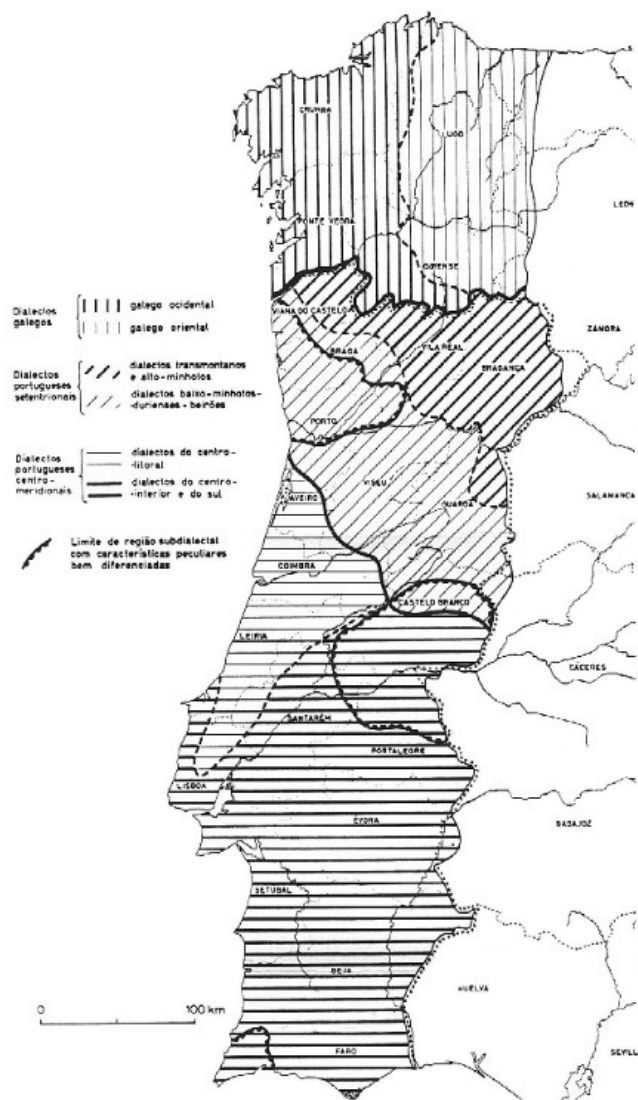 CRUNHA
LUGO
LEON
PONTE VEDRA
OURENSE
Dialectos
galegos
galego ocidental
galego oriental
VIANA DO CASTELO
ZAMORA
BRAGA
VILA REAL
BRAGANÇA
Dialectos
portugueses
setentrionais
dialectos transmontanos
e alto-minhotos
dialectos baixo-minhotos-
-durienses-beirões
PORTO
Dialectos
portugueses
centro-
meridionais
dialectos do centro-
-litoral
dialectos do centro-
-interior e do sul
VISEU
GUARDA
SALAMANCA
AVEIRO
Limite de região subdialectal
com características peculiares
bem diferenciadas
COIMBRA
CASTELO BRANCO
LEIRIA
CÁCERES
SANTARÉM
PORTALEGRE
LISBOA
ÉVORA
BADAJOZ
SETUBAL
BEJA
HUELVA
0 100 km
FARO
SEVILL